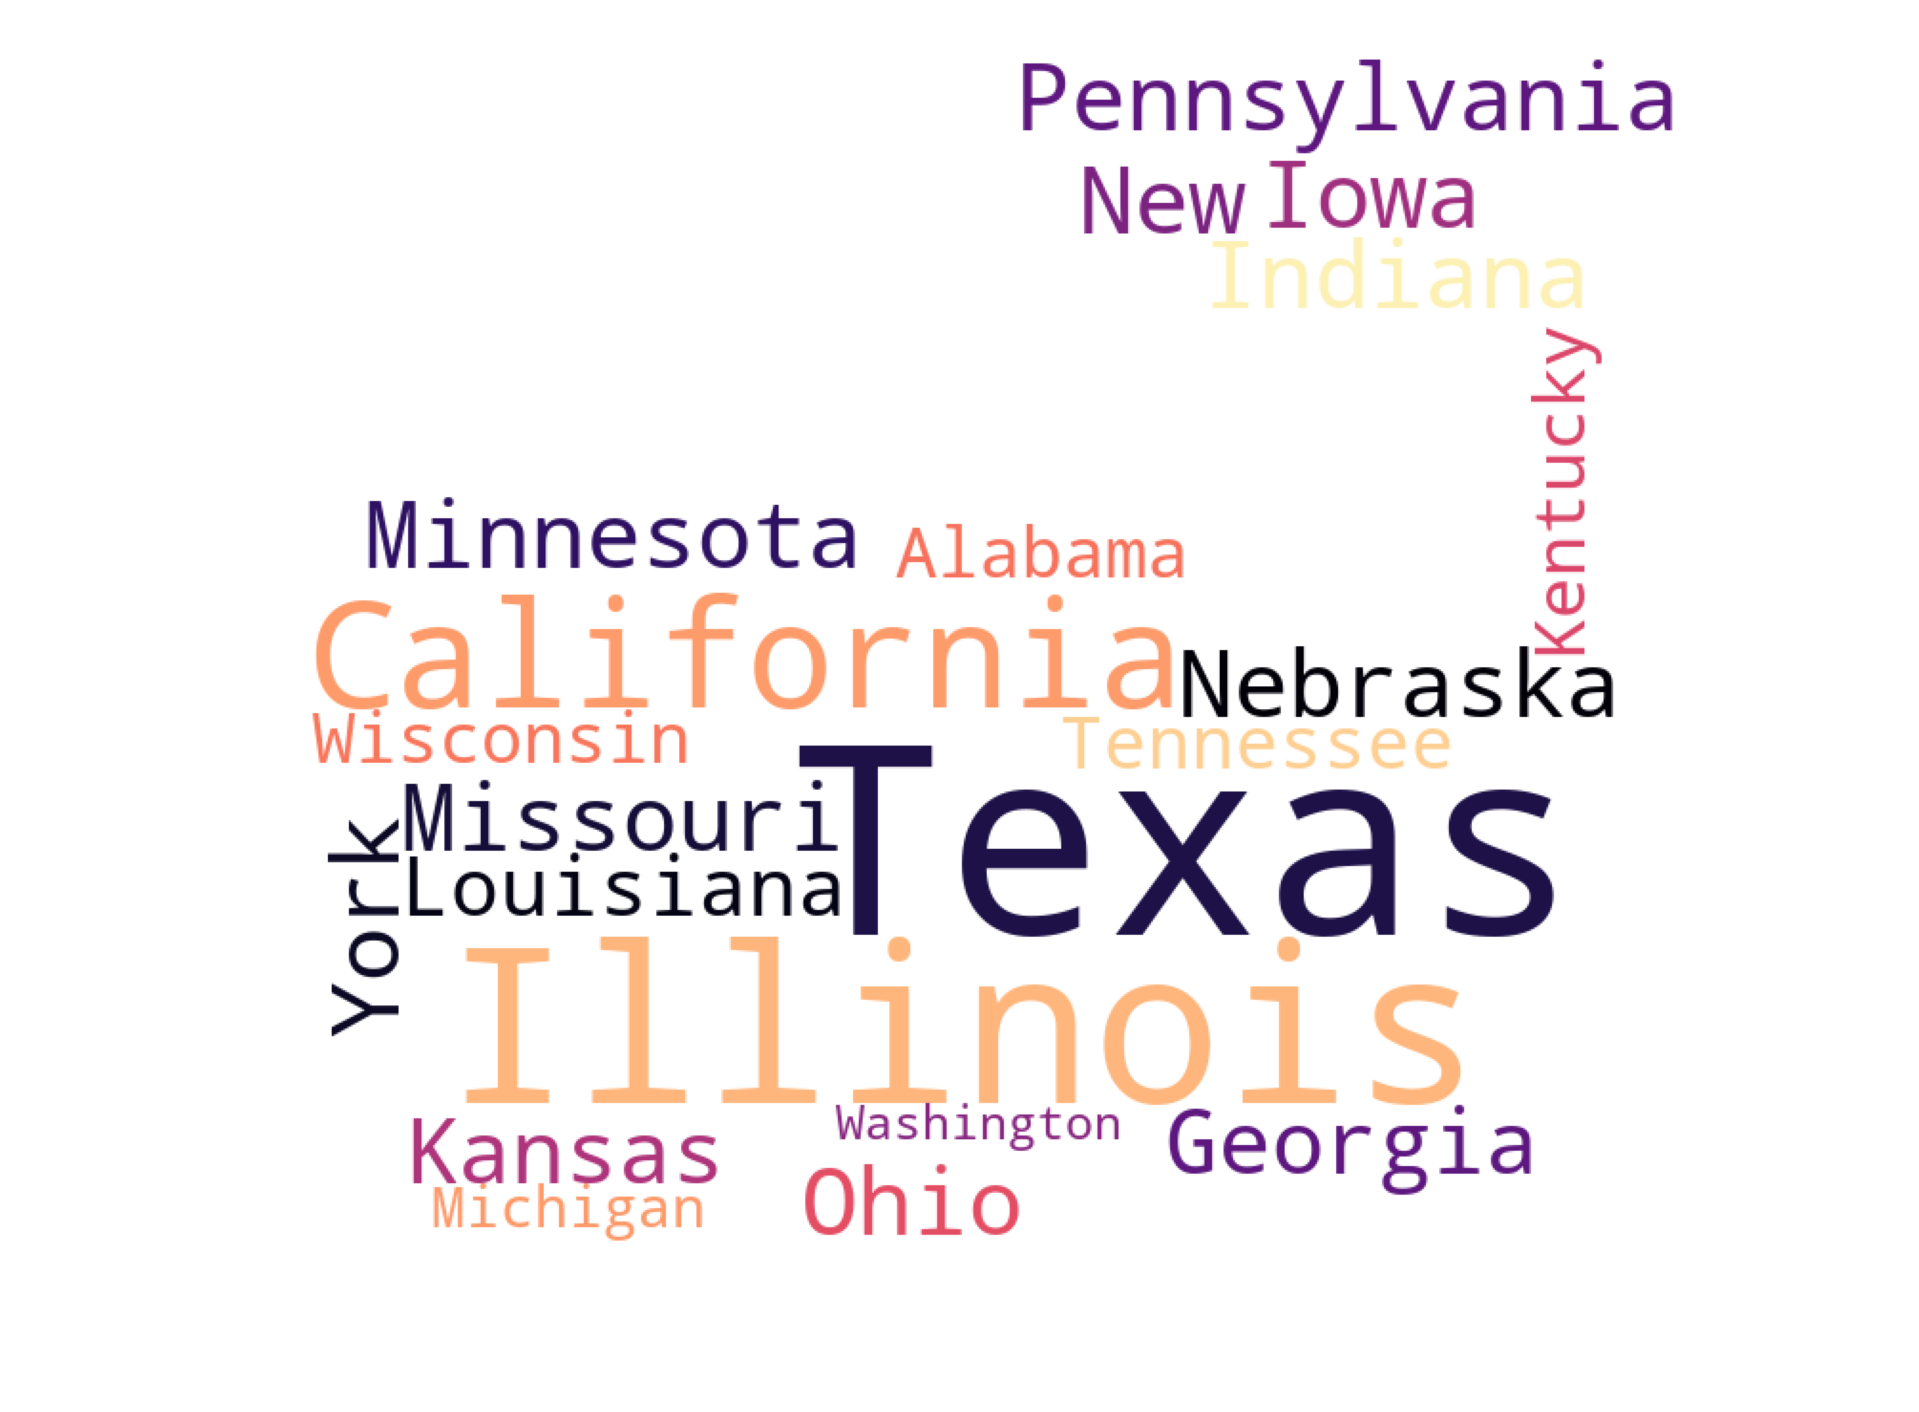 Pennsylvania
New Iowa
Indiana
Kentucky
Minnesota
Alabama
California
Nebraska
Wisconsin
Tennessee
Texas
Missouri
Louisiana
York
Illinois
Kansas
Washington
Georgia
Michigan
Ohio